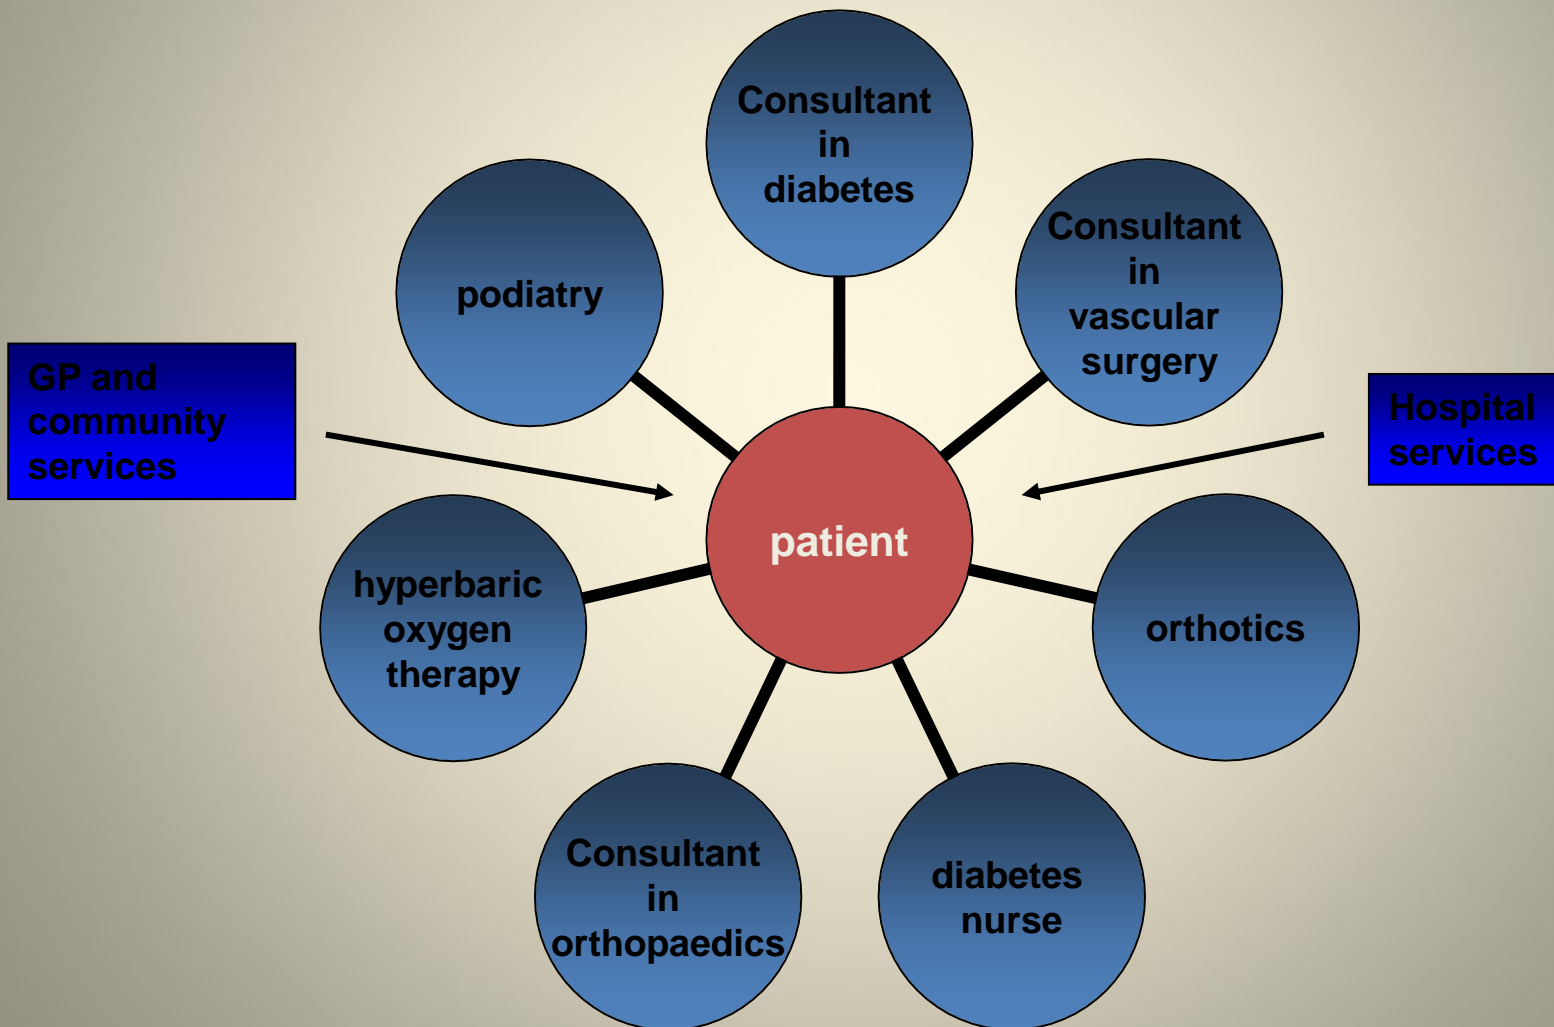 Consultant
in
diabetes
Consultant
in
vascular
surgery
podiatry
GP and
community
services
Hospital
services
patient
hyperbaric
oxygen
therapy
orthotics
Consultant
in
orthopaedics
diabetes
nurse